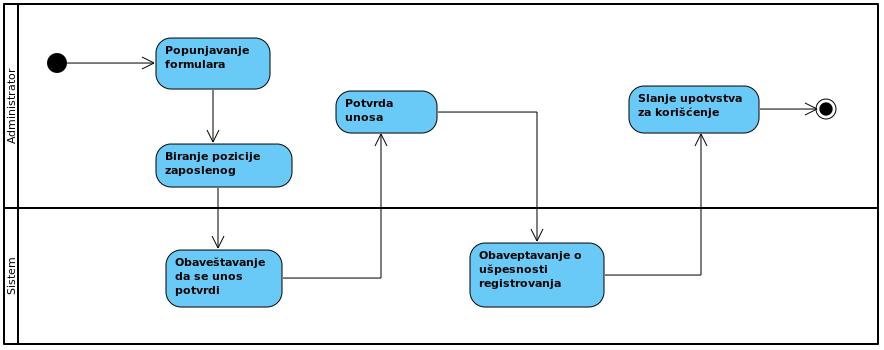 Administrator
Popunjavanje
formulara
Biranje pozicije
zaposlenog
Potvrda
unosa
Slanje upotvstva
za korišćenje
Sistem
Obaveštavanje
da se unos
potvrdi
Obaveptavanje o
ušpesnosti
registrovanja